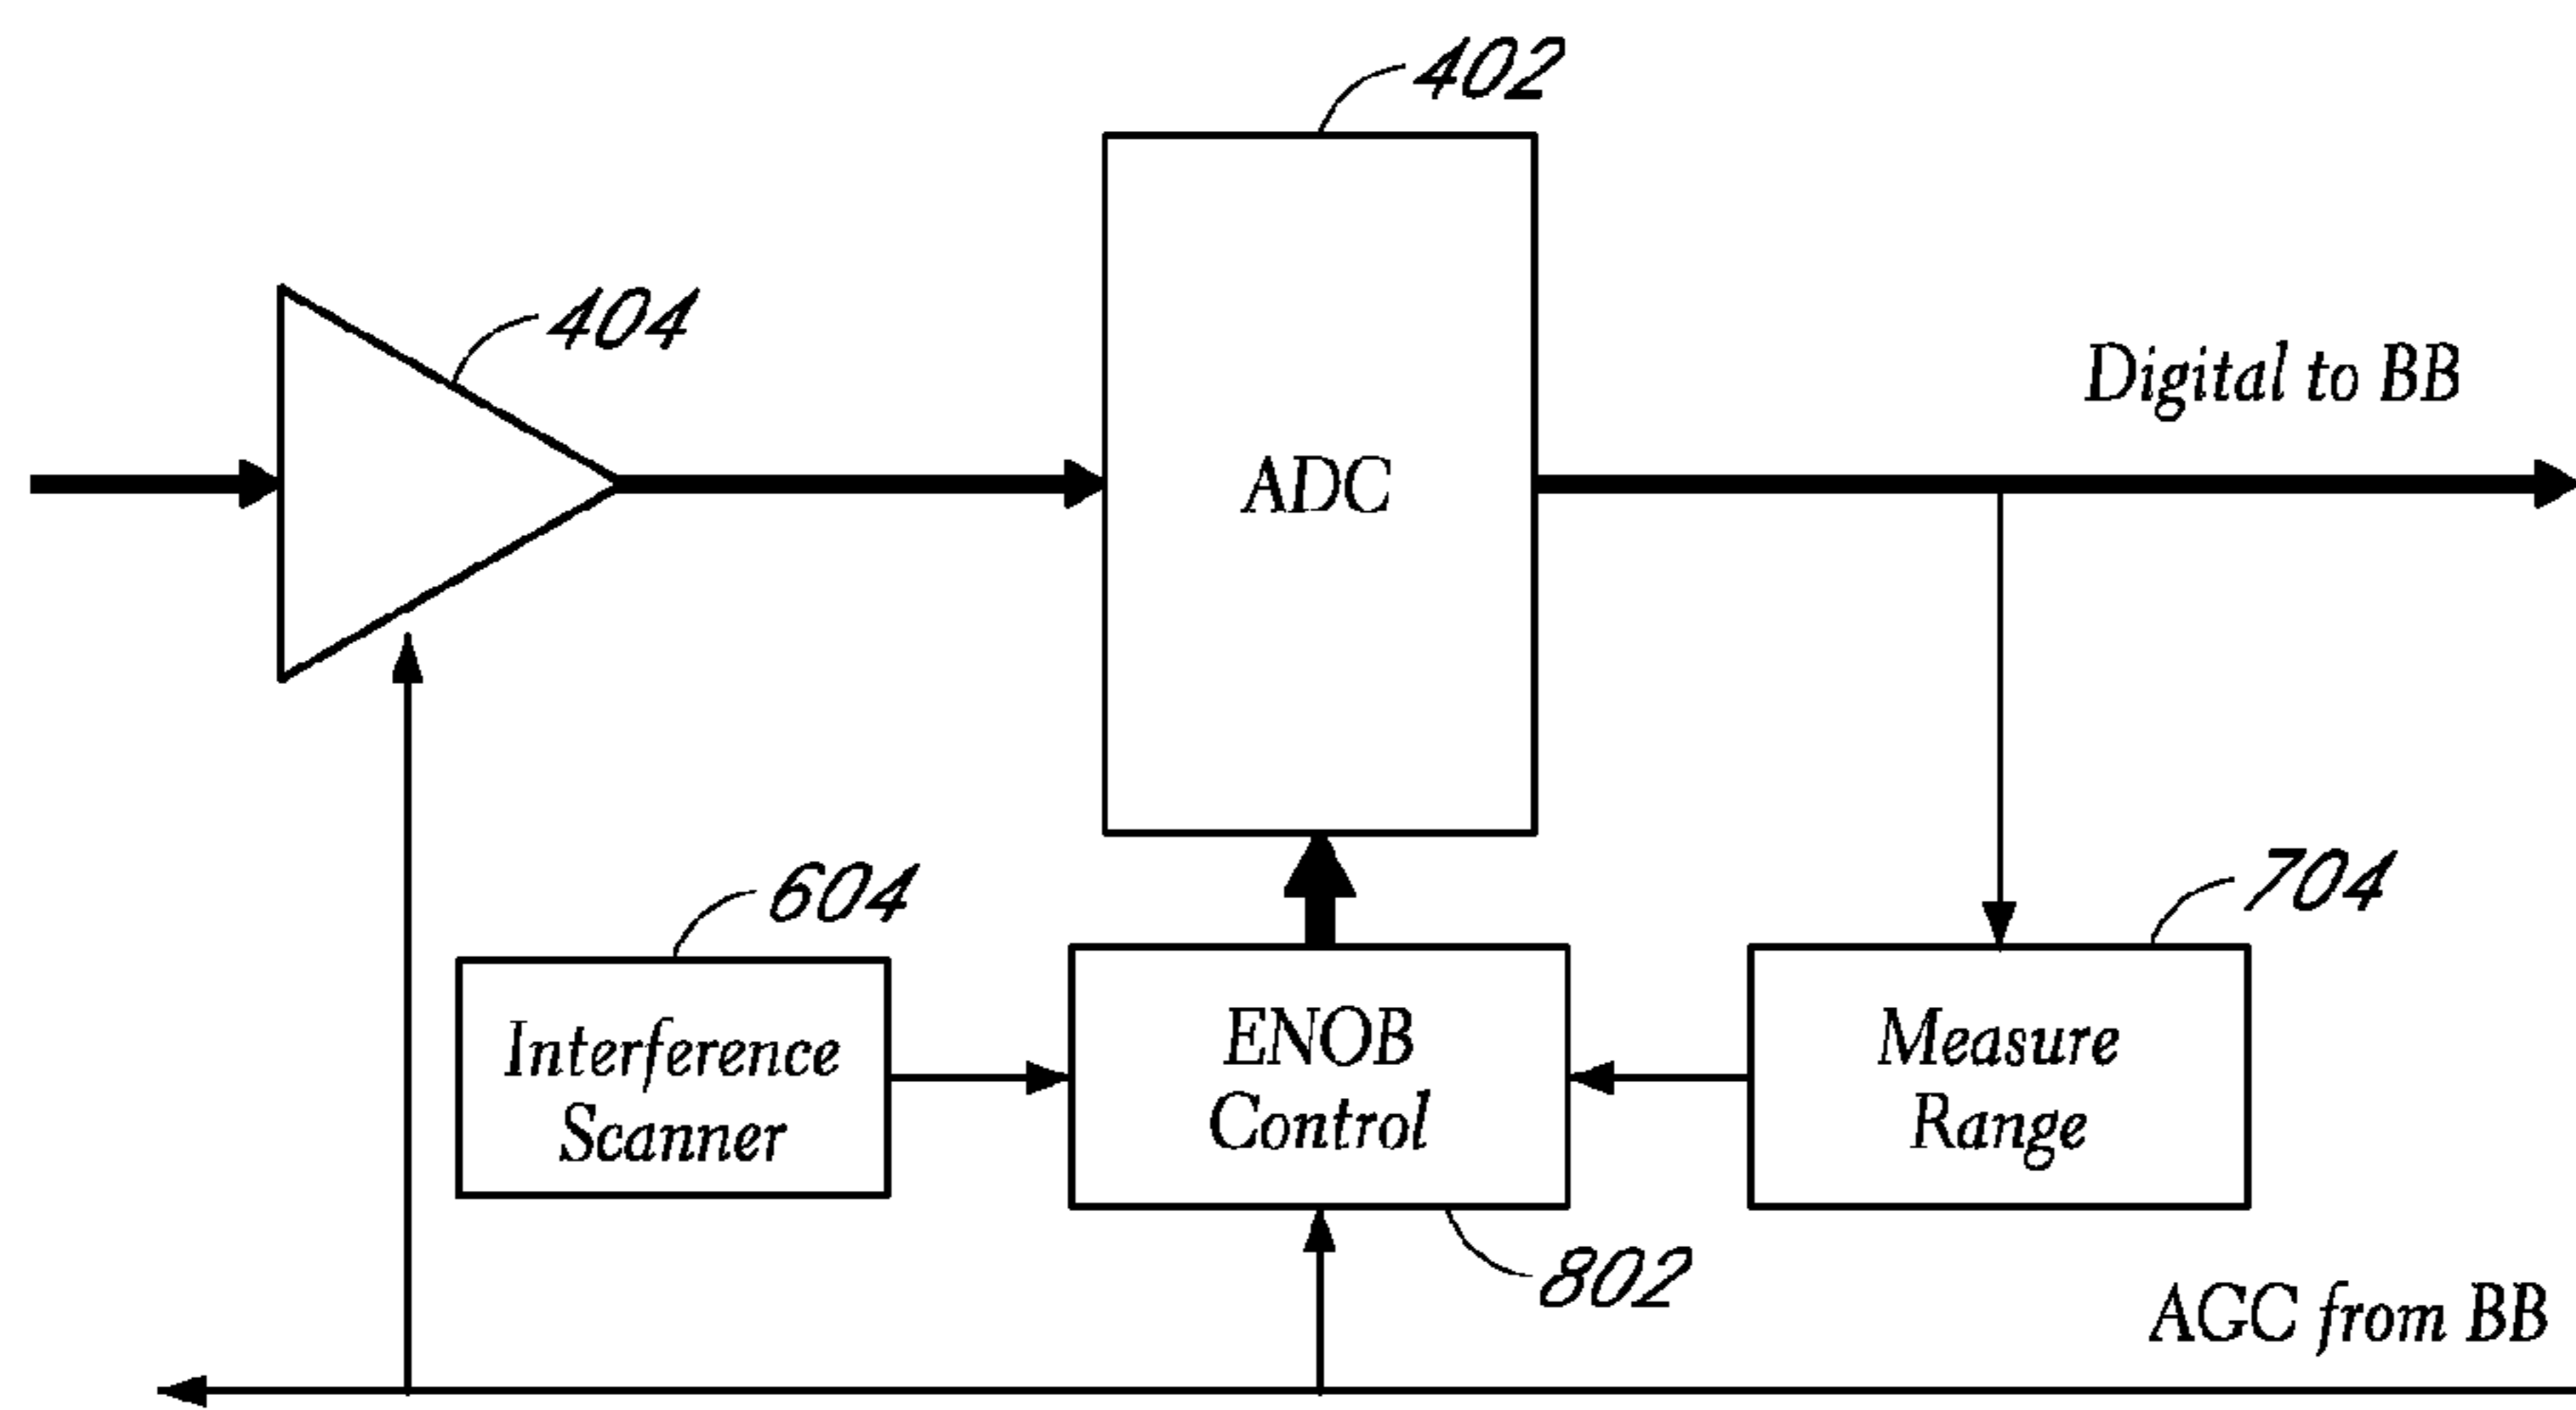 402
404
Digital to BB
ADC
604
704
Interference
Scanner
ENOB
Control
Measure
Range
802
AGC from BB